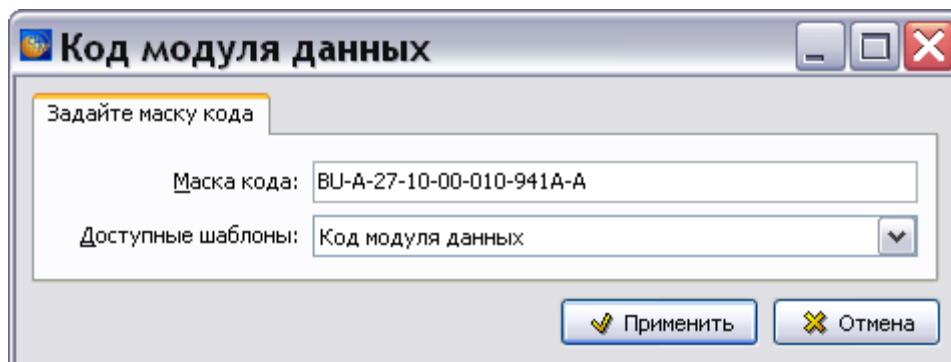 Код модуля данных
Задайте маску кода
Маска кода: BU-A-27-10-00-010-941A-A
Доступные шаблоны: Код модуля данных
Применить Отмена